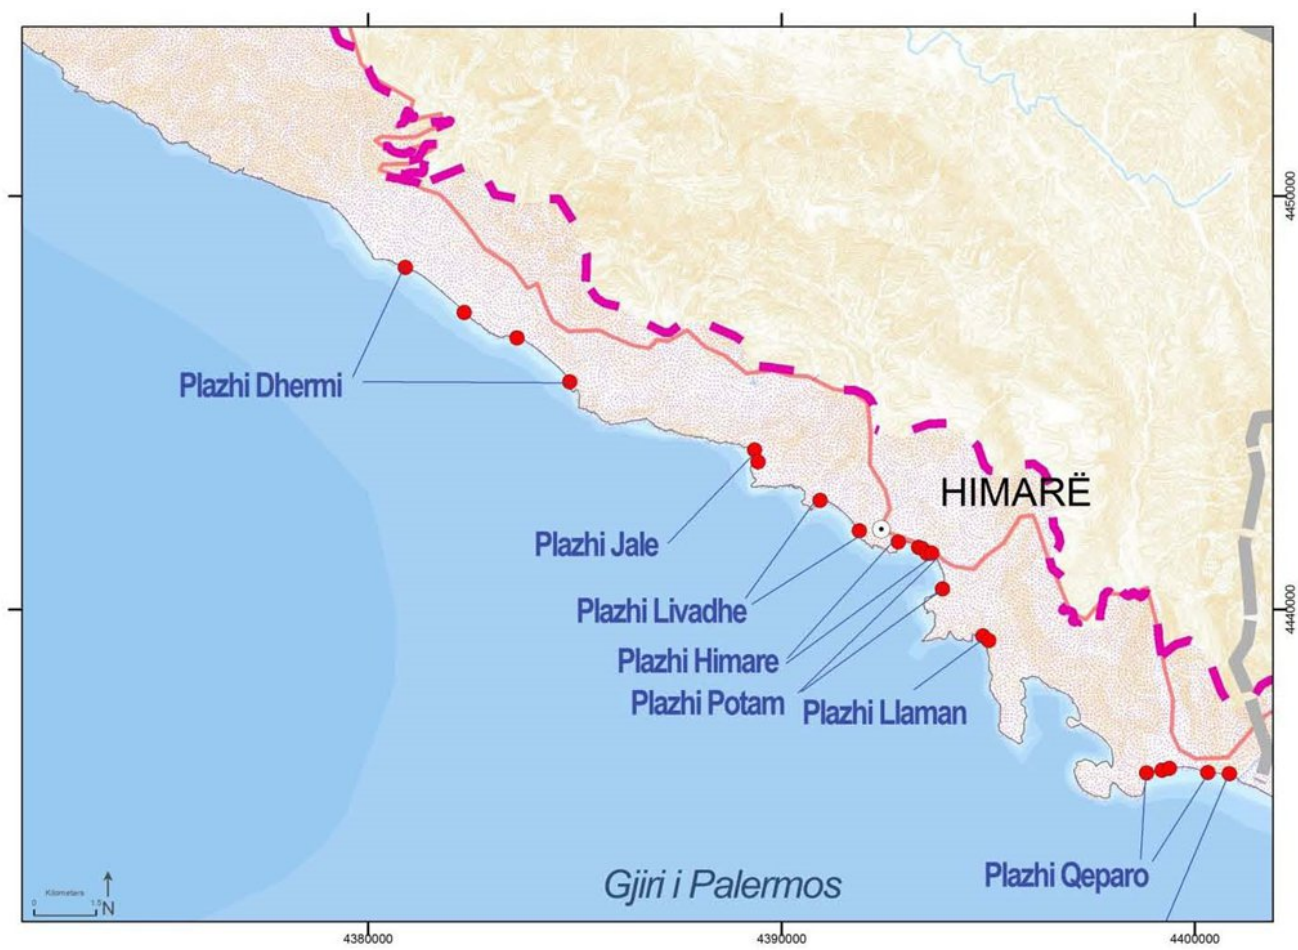 4450000
HIMARË
Plazhi Dhermi
Plazhi Jale
Plazhi Livadhe
4440000
Plazhi Himare
Plazhi Potam
Plazhi Llaman
Plazhi Qeparo
Gjiri i Palermos
Kilometers
0 1.5
N
4380000
4390000
4400000